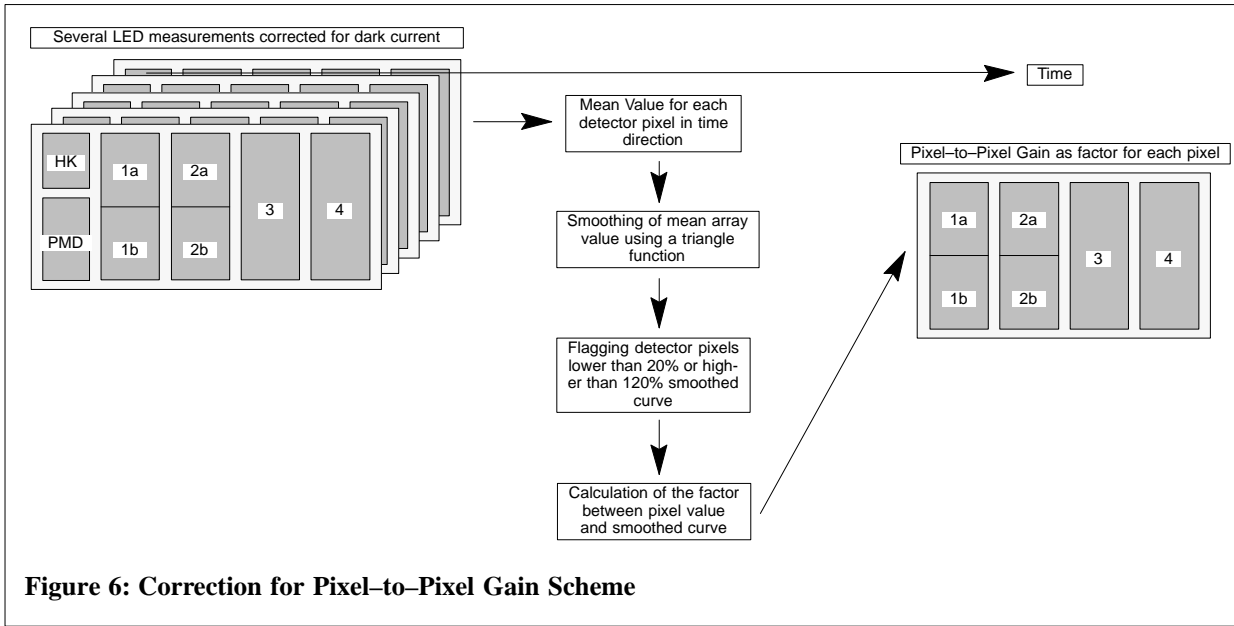 Several LED measurements corrected for dark current
HK
PMD
1a
1b
2a
2b
3
4
Time
Mean Value for each
detector pixel in time
direction
Smoothing of mean array
value using a triangle
function
Flagging detector pixels
lower than 20% or high-
er than 120% smoothed
curve
Calculation of the factor
between pixel value
and smoothed curve
Pixel–to–Pixel Gain as factor for each pixel
1a
1b
2a
2b
3
4
Figure 6: Correction for Pixel–to–Pixel Gain Scheme